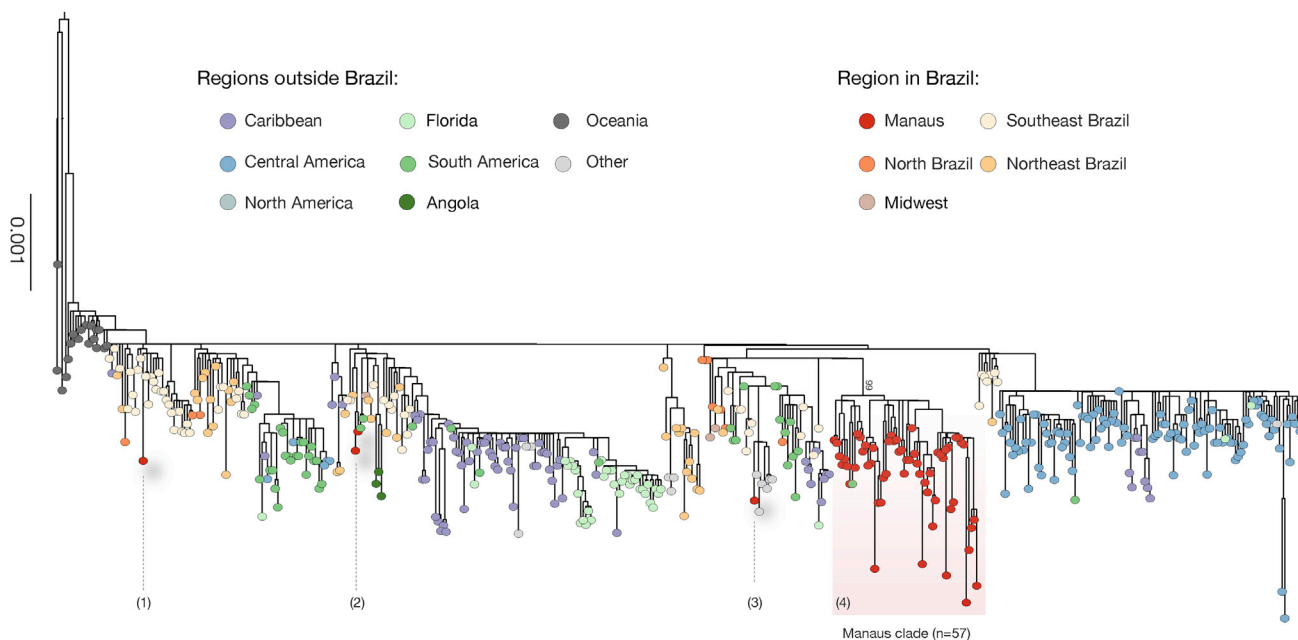 Regions outside Brazil:
Caribbean
Florida
Oceania
Central America
South America
Other
North America
Angola
Region in Brazil:
Manaus
Southeast Brazil
North Brazil
Northeast Brazil
Midwest
0.001
99
(1)
(2)
(3)
(4)
Manaus clade (n=57)